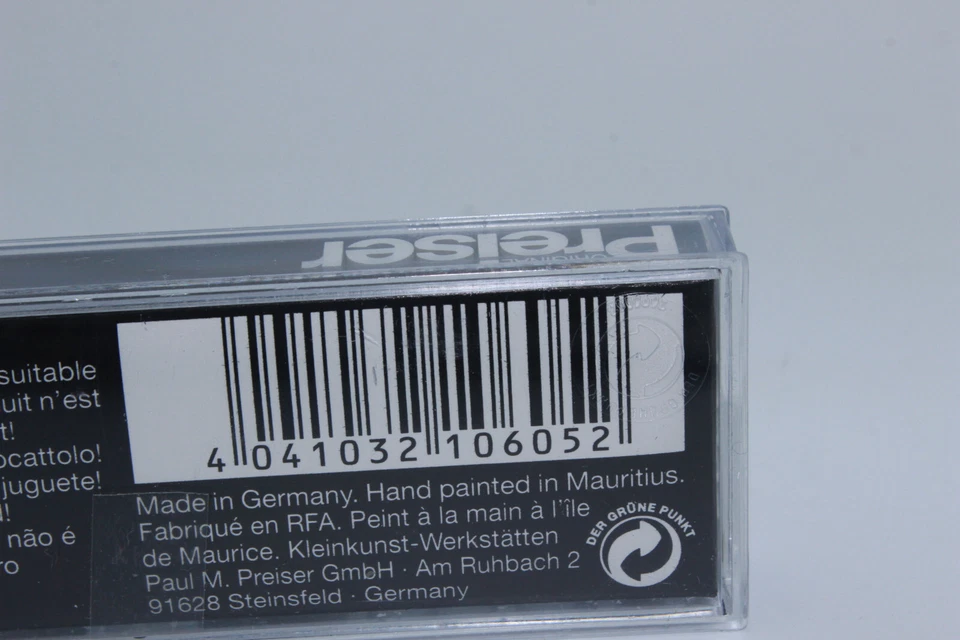 Preiser
suitable
uit n'est
t!
ocattolo!
juguete!
!
não é
ro
4 041032 106052
Made in Germany. Hand painted in Mauritius.
Fabriqué en RFA. Peint à la main à l'île
de Maurice. Kleinkunst-Werkstätten
Paul M. Preiser GmbH · Am Ruhbach 2
91628 Steinsfeld · Germany
DER GRÜNE PUNKT